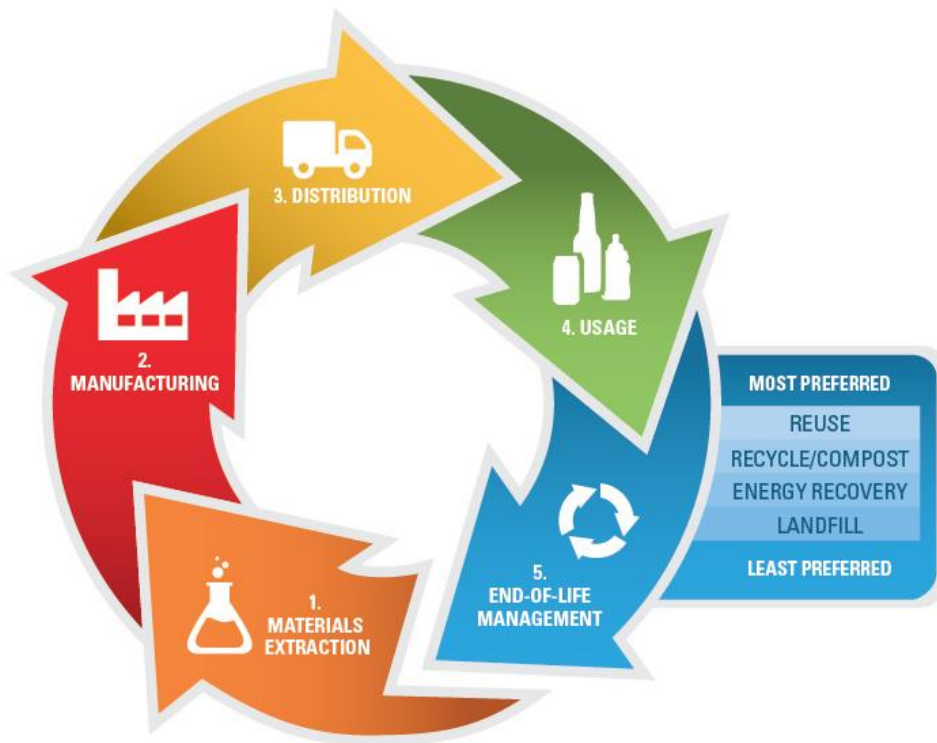 3. DISTRIBUTION
4. USAGE
2.
MANUFACTURING
MOST PREFERRED
REUSE
RECYCLE/COMPOST
ENERGY RECOVERY
LANDFILL
LEAST PREFERRED
5.
END-OF-LIFE
MANAGEMENT
1.
MATERIALS
EXTRACTION